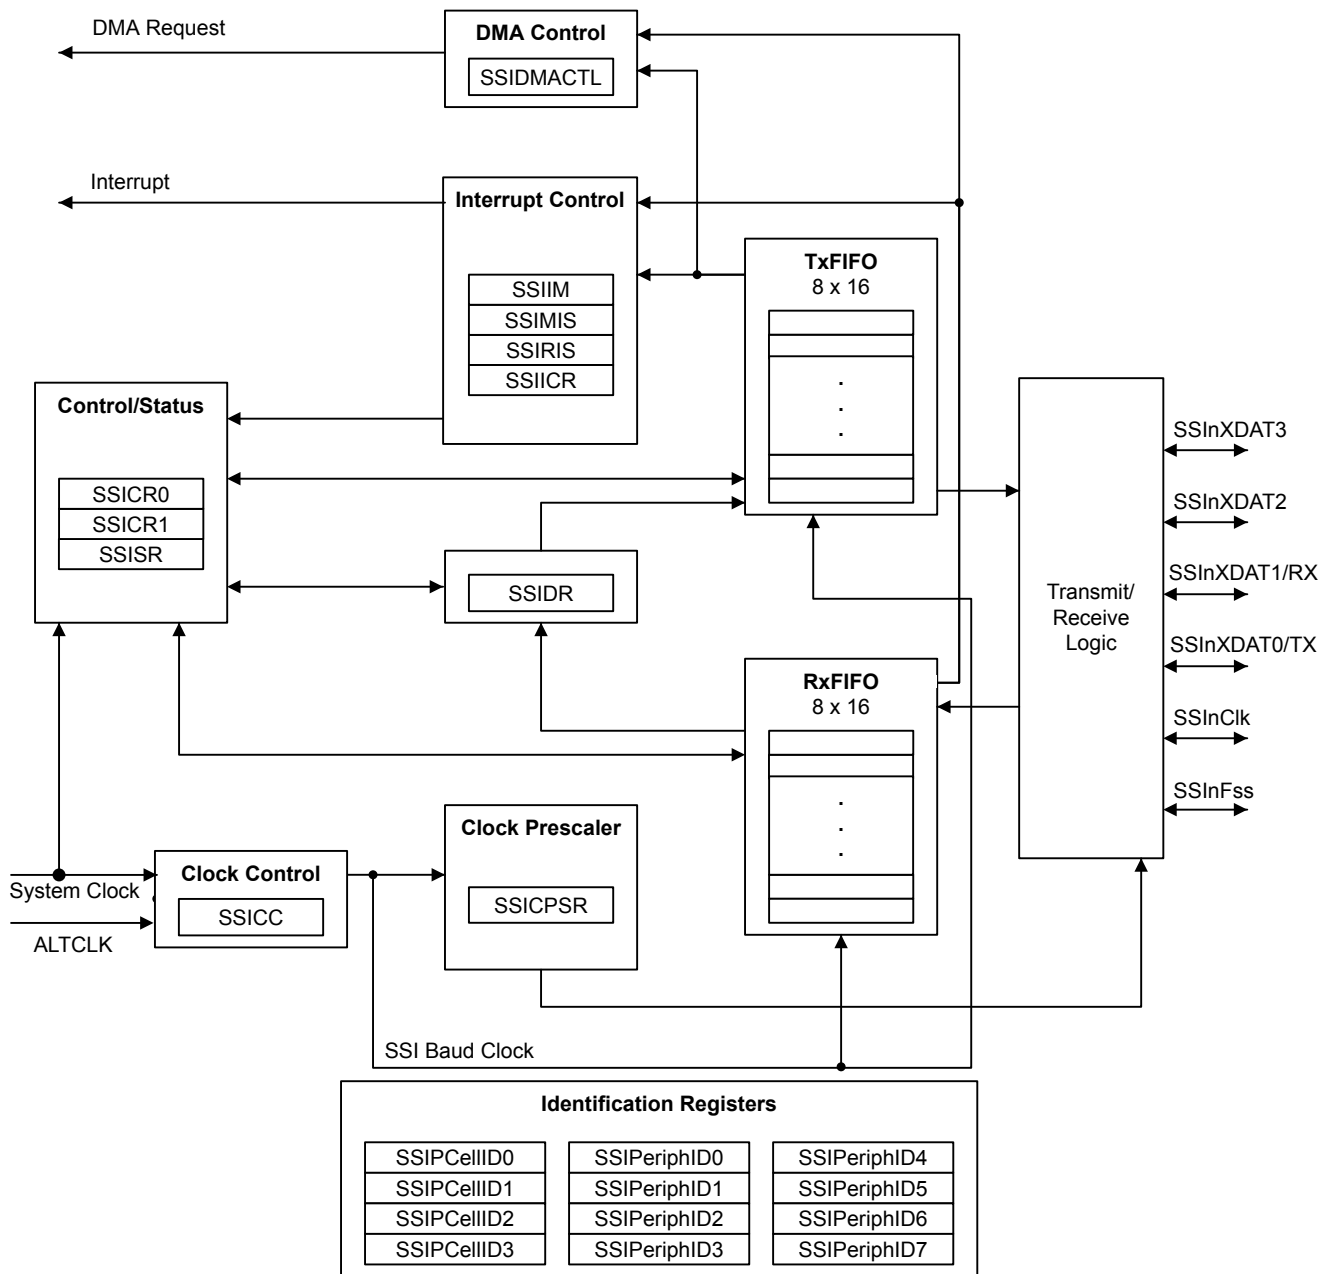 DMA Request
DMA Control
SSIDMACTL
Interrupt
Interrupt Control
SSIIM
SSIMIS
SSIRIS
SSIICR
TxFIFO
8 x 16
.
.
.
Control/Status
SSICR0
SSICR1
SSISR
SSIDR
Transmit/
Receive
Logic
SSInXDAT3
SSInXDAT2
SSInXDAT1/RX
SSInXDAT0/TX
SSInClk
SSInFss
RxFIFO
8 x 16
.
.
.
Clock Prescaler
SSICPSR
Clock Control
SSICC
System Clock
ALTCLK
SSI Baud Clock
Identification Registers
SSIPCellID0
SSIPCellID1
SSIPCellID2
SSIPCellID3
SSIPeriphID0
SSIPeriphID1
SSIPeriphID2
SSIPeriphID3
SSIPeriphID4
SSIPeriphID5
SSIPeriphID6
SSIPeriphID7